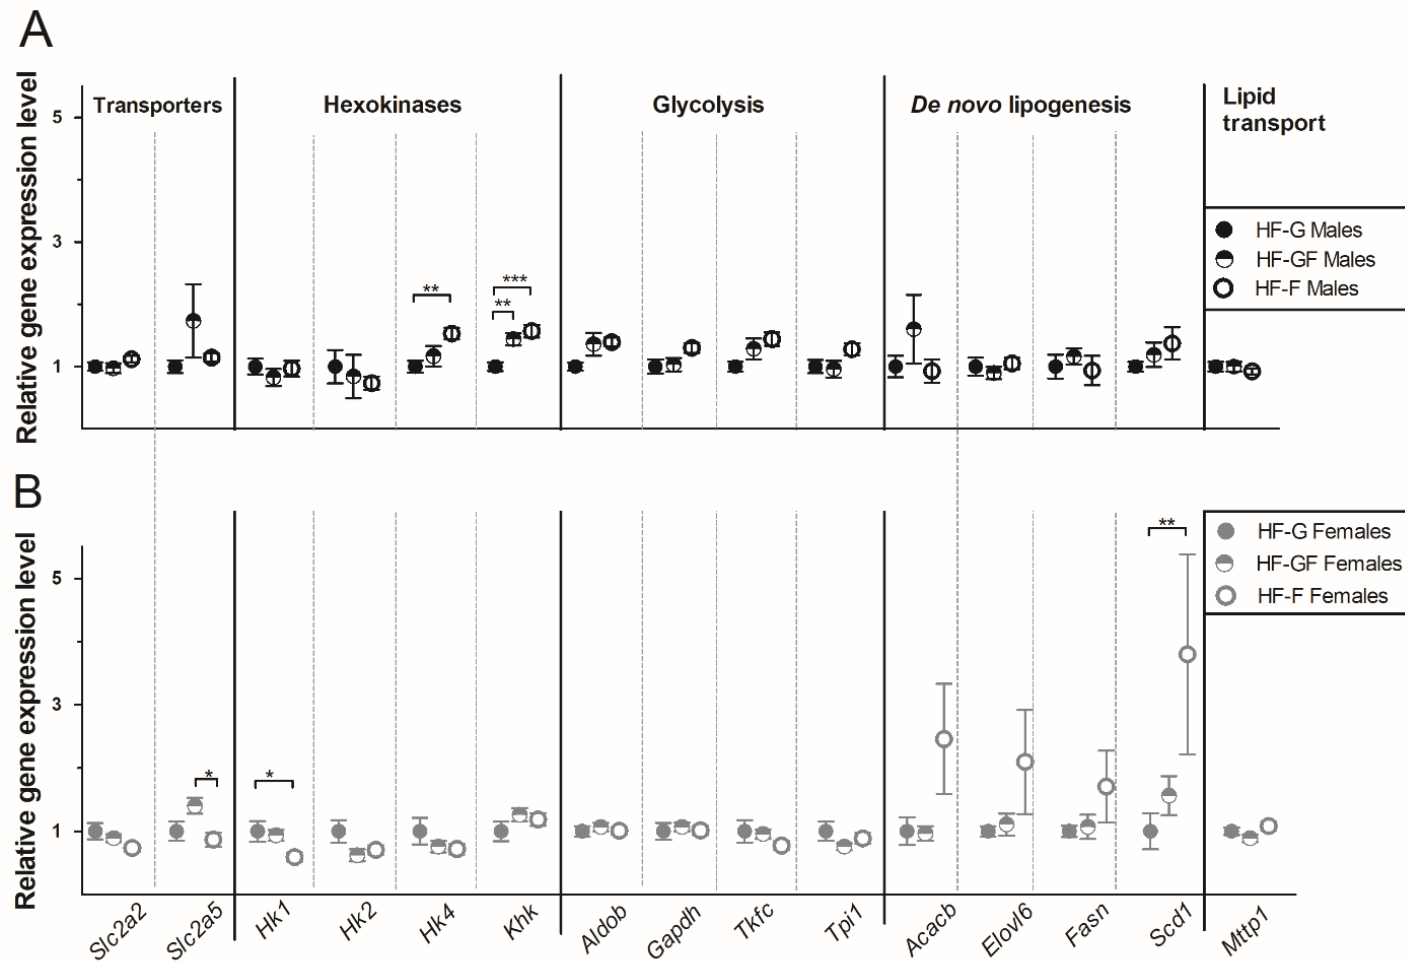 A
Relative gene expression level
5
3
1
Transporters
Hexokinases
Glycolysis
De novo lipogenesis
Lipid
transport
**
***
**
HF-G Males
HF-GF Males
HF-F Males
B
Relative gene expression level
5
3
1
*
*
**
HF-G Females
HF-GF Females
HF-F Females
Slc2a2
Slc2a5
Hk1
Hk2
Hk4
Khk
Aldob
Gapdh
Tkfc
Tpi1
Acacb
Elovl6
Fasn
Scd1
Mttp1